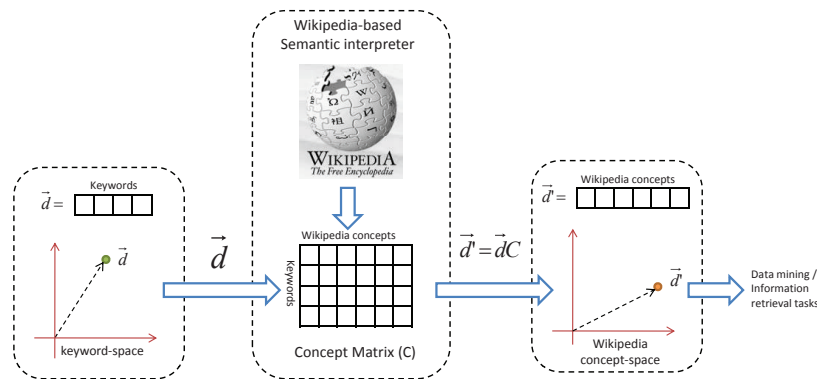 Wikipedia-based
Semantic interpreter
Ω W И 祖
WIKIPEDIA
The Free Encyclopedia
Keywords
d⃗ =
d⃗
keyword-space
d⃗
Wikipedia concepts
Keywords
Concept Matrix (C)
d⃗' = d⃗C
Wikipedia concepts
d⃗' =
d⃗'
Wikipedia
concept-space
Data mining /
Information
retrieval tasks